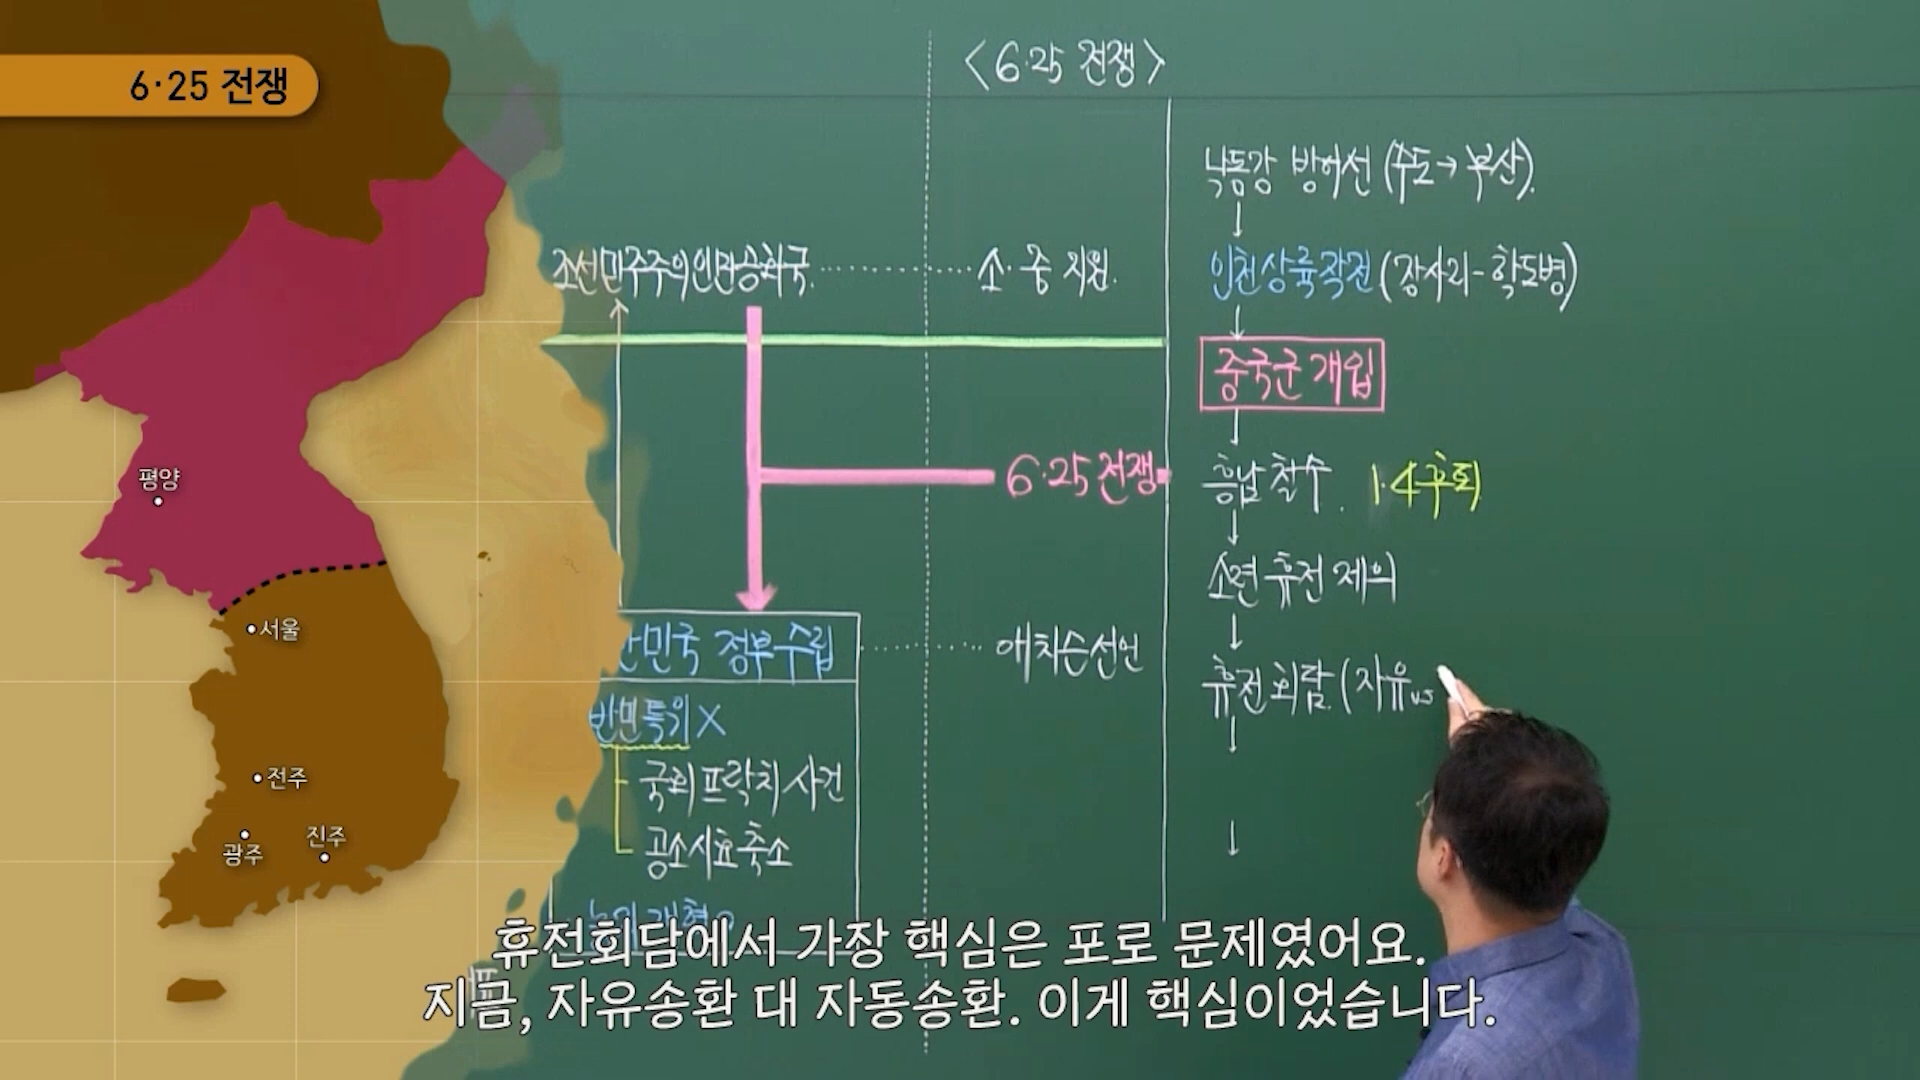 6·25 전쟁
<6·25 전쟁>
낙동강 방어선 (수도→부산).
인천상륙작전 (장사리-학도병)
중국군 개입
흥남 철수. 1·4후퇴
소련 휴전 제의
휴전 회담 (자유 vs
조선민주주의인민공화국
소·중 지원.
6·25 전쟁
민국 정부 수립
애치슨선언
반민특위 X
국회 프락치 사건
공소시효 축소
평양
서울
전주
광주
진주
휴전회담에서 가장 핵심은 포로 문제였어요.
지금, 자유송환 대 자동송환. 이게 핵심이었습니다.